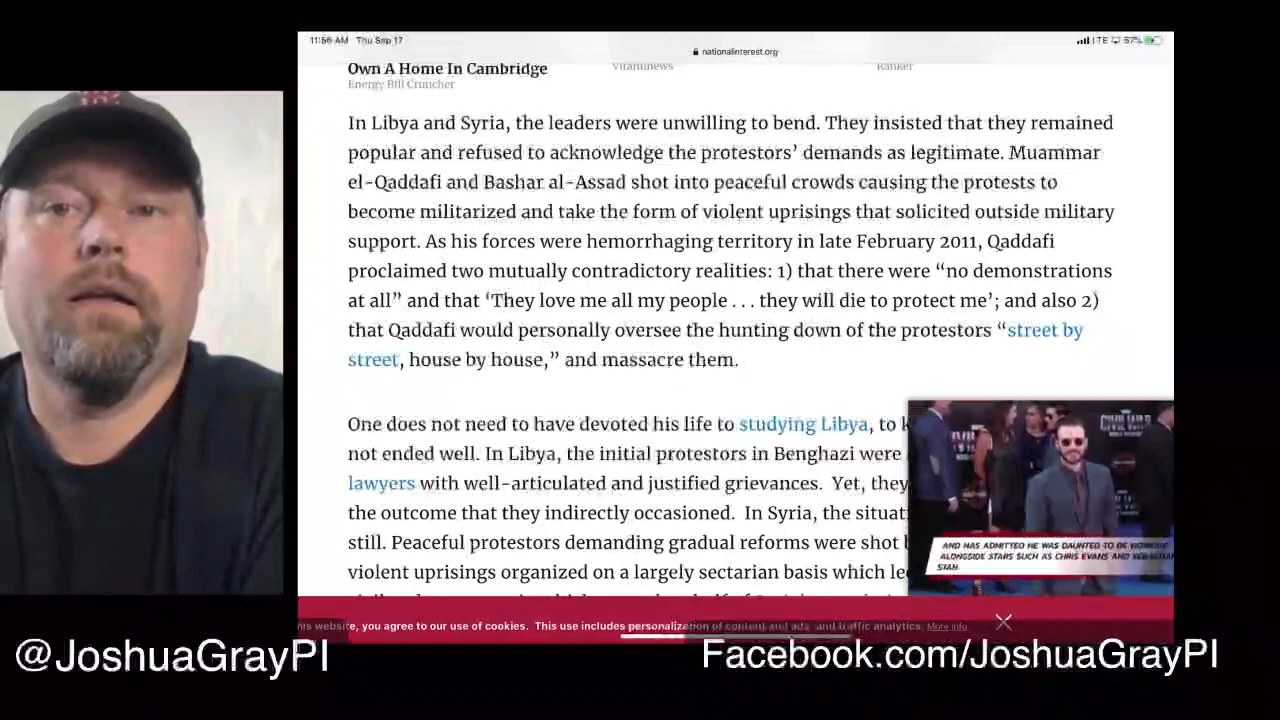 11:56 AM Thu Sep 17
nationalinterest.org
LTE 57%
Own A Home In Cambridge
Vitaminews
Ranker
Energy Bill Cruncher
In Libya and Syria, the leaders were unwilling to bend. They insisted that they remained
popular and refused to acknowledge the protestors’ demands as legitimate. Muammar
el-Qaddafi and Bashar al-Assad shot into peaceful crowds causing the protests to
become militarized and take the form of violent uprisings that solicited outside military
support. As his forces were hemorrhaging territory in late February 2011, Qaddafi
proclaimed two mutually contradictory realities: 1) that there were “no demonstrations
at all” and that ‘They love me all my people . . . they will die to protect me’; and also 2)
that Qaddafi would personally oversee the hunting down of the protestors “street by
street, house by house,” and massacre them.
One does not need to have devoted his life to studying Libya, to k
not ended well. In Libya, the initial protestors in Benghazi were
lawyers with well-articulated and justified grievances. Yet, they
the outcome that they indirectly occasioned. In Syria, the situati
still. Peaceful protestors demanding gradual reforms were shot
violent uprisings organized on a largely sectarian basis which le
CIVIL WAR
AND HAS ADMITTED HE WAS DAUNTED TO BE WORKING
ALONGSIDE STARS SUCH AS CHRIS EVANS AND SEBASTIAN
STAN.
his website, you agree to our use of cookies. This use includes personalization of content and ads, and traffic analytics. More info.
@JoshuaGrayPI
Facebook.com/JoshuaGrayPI